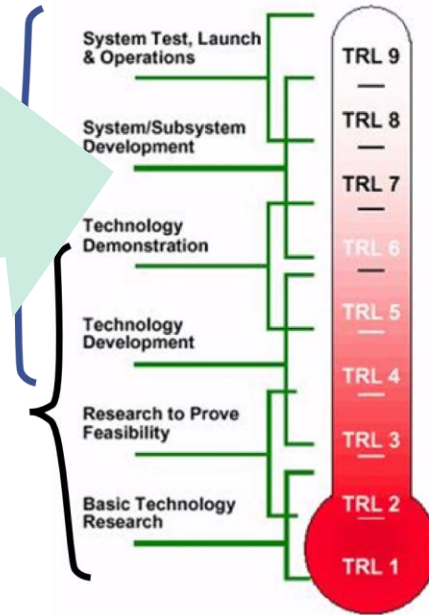 System Test, Launch
& Operations
System/Subsystem
Development
Technology
Demonstration
Technology
Development
Research to Prove
Feasibility
Basic Technology
Research
TRL 9
TRL 8
TRL 7
TRL 6
TRL 5
TRL 4
TRL 3
TRL 2
TRL 1